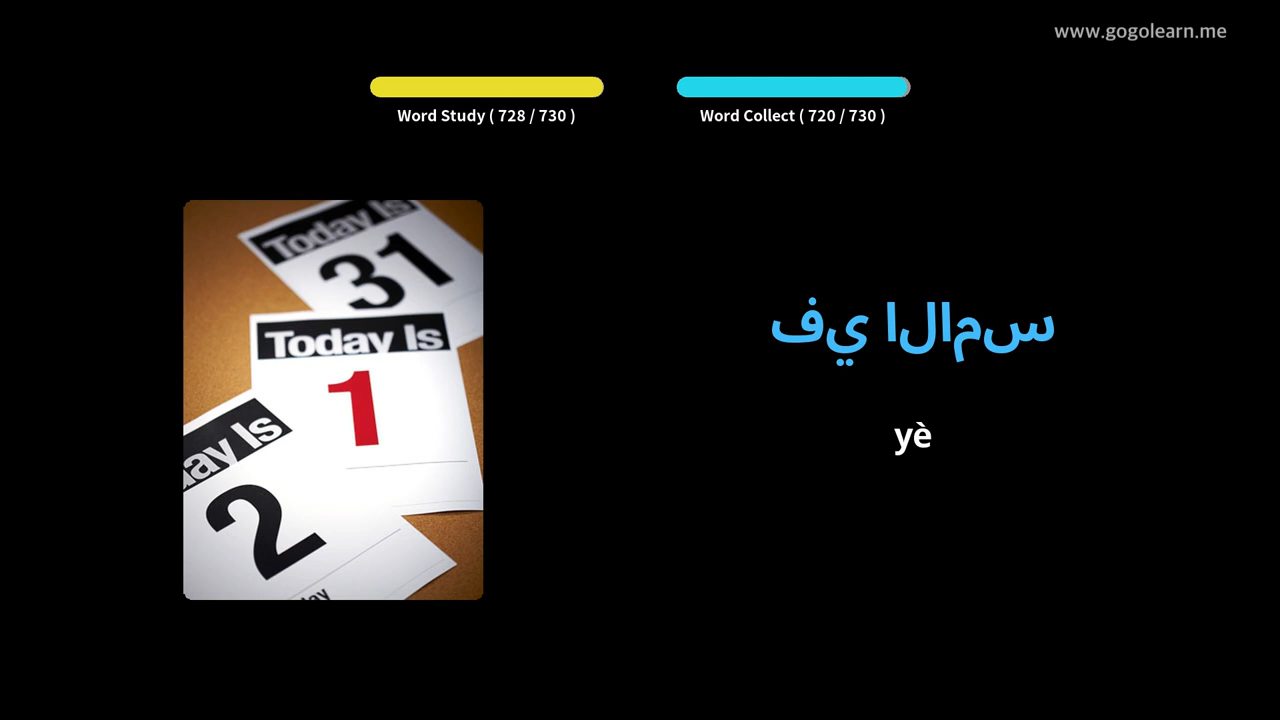 www.gogolearn.me
Word Study ( 728 / 730 )
Word Collect ( 720 / 730 )
Today Is
31
Today Is
1
day Is
2
في الامس
yè